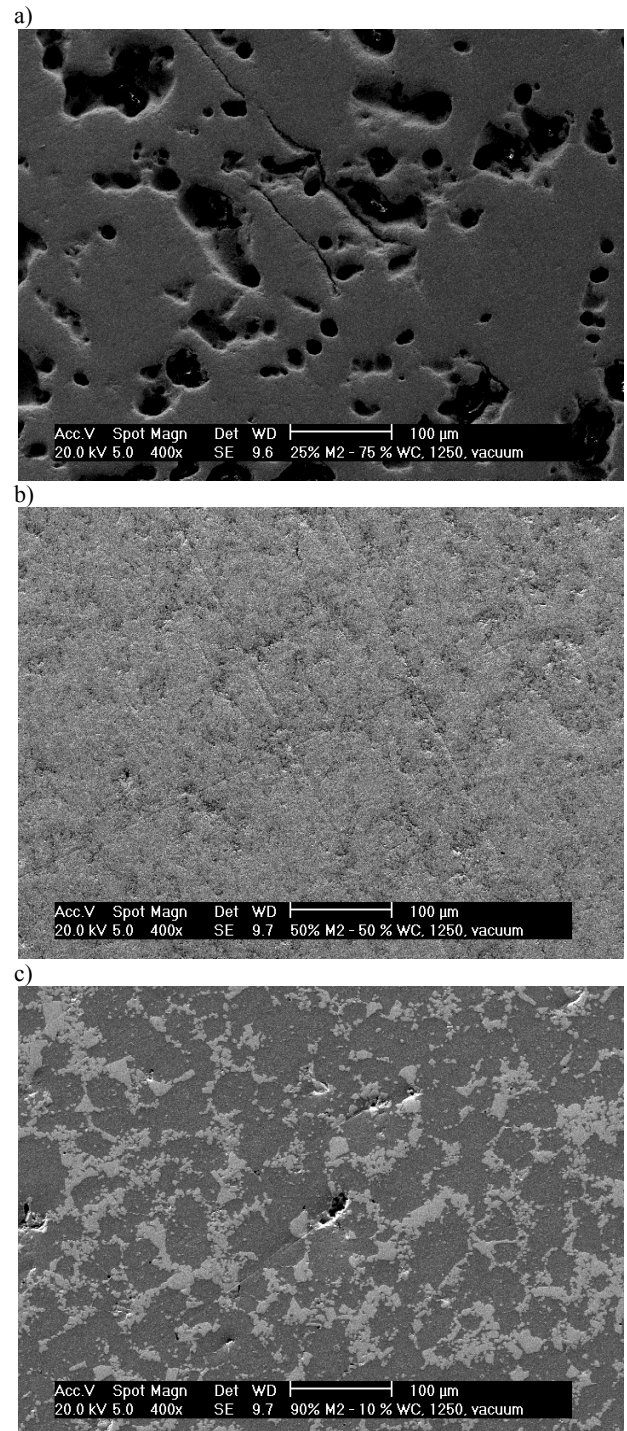 a)
Acc.V Spot Magn Det WD 100 µm
20.0 kV 5.0 400x SE 9.6 25% M2 - 75 % WC, 1250, vacuum
b)
Acc.V Spot Magn Det WD 100 µm
20.0 kV 5.0 400x SE 9.7 50% M2 - 50 % WC, 1250, vacuum
c)
Acc.V Spot Magn Det WD 100 µm
20.0 kV 5.0 400x SE 9.7 90% M2 - 10 % WC, 1250, vacuum